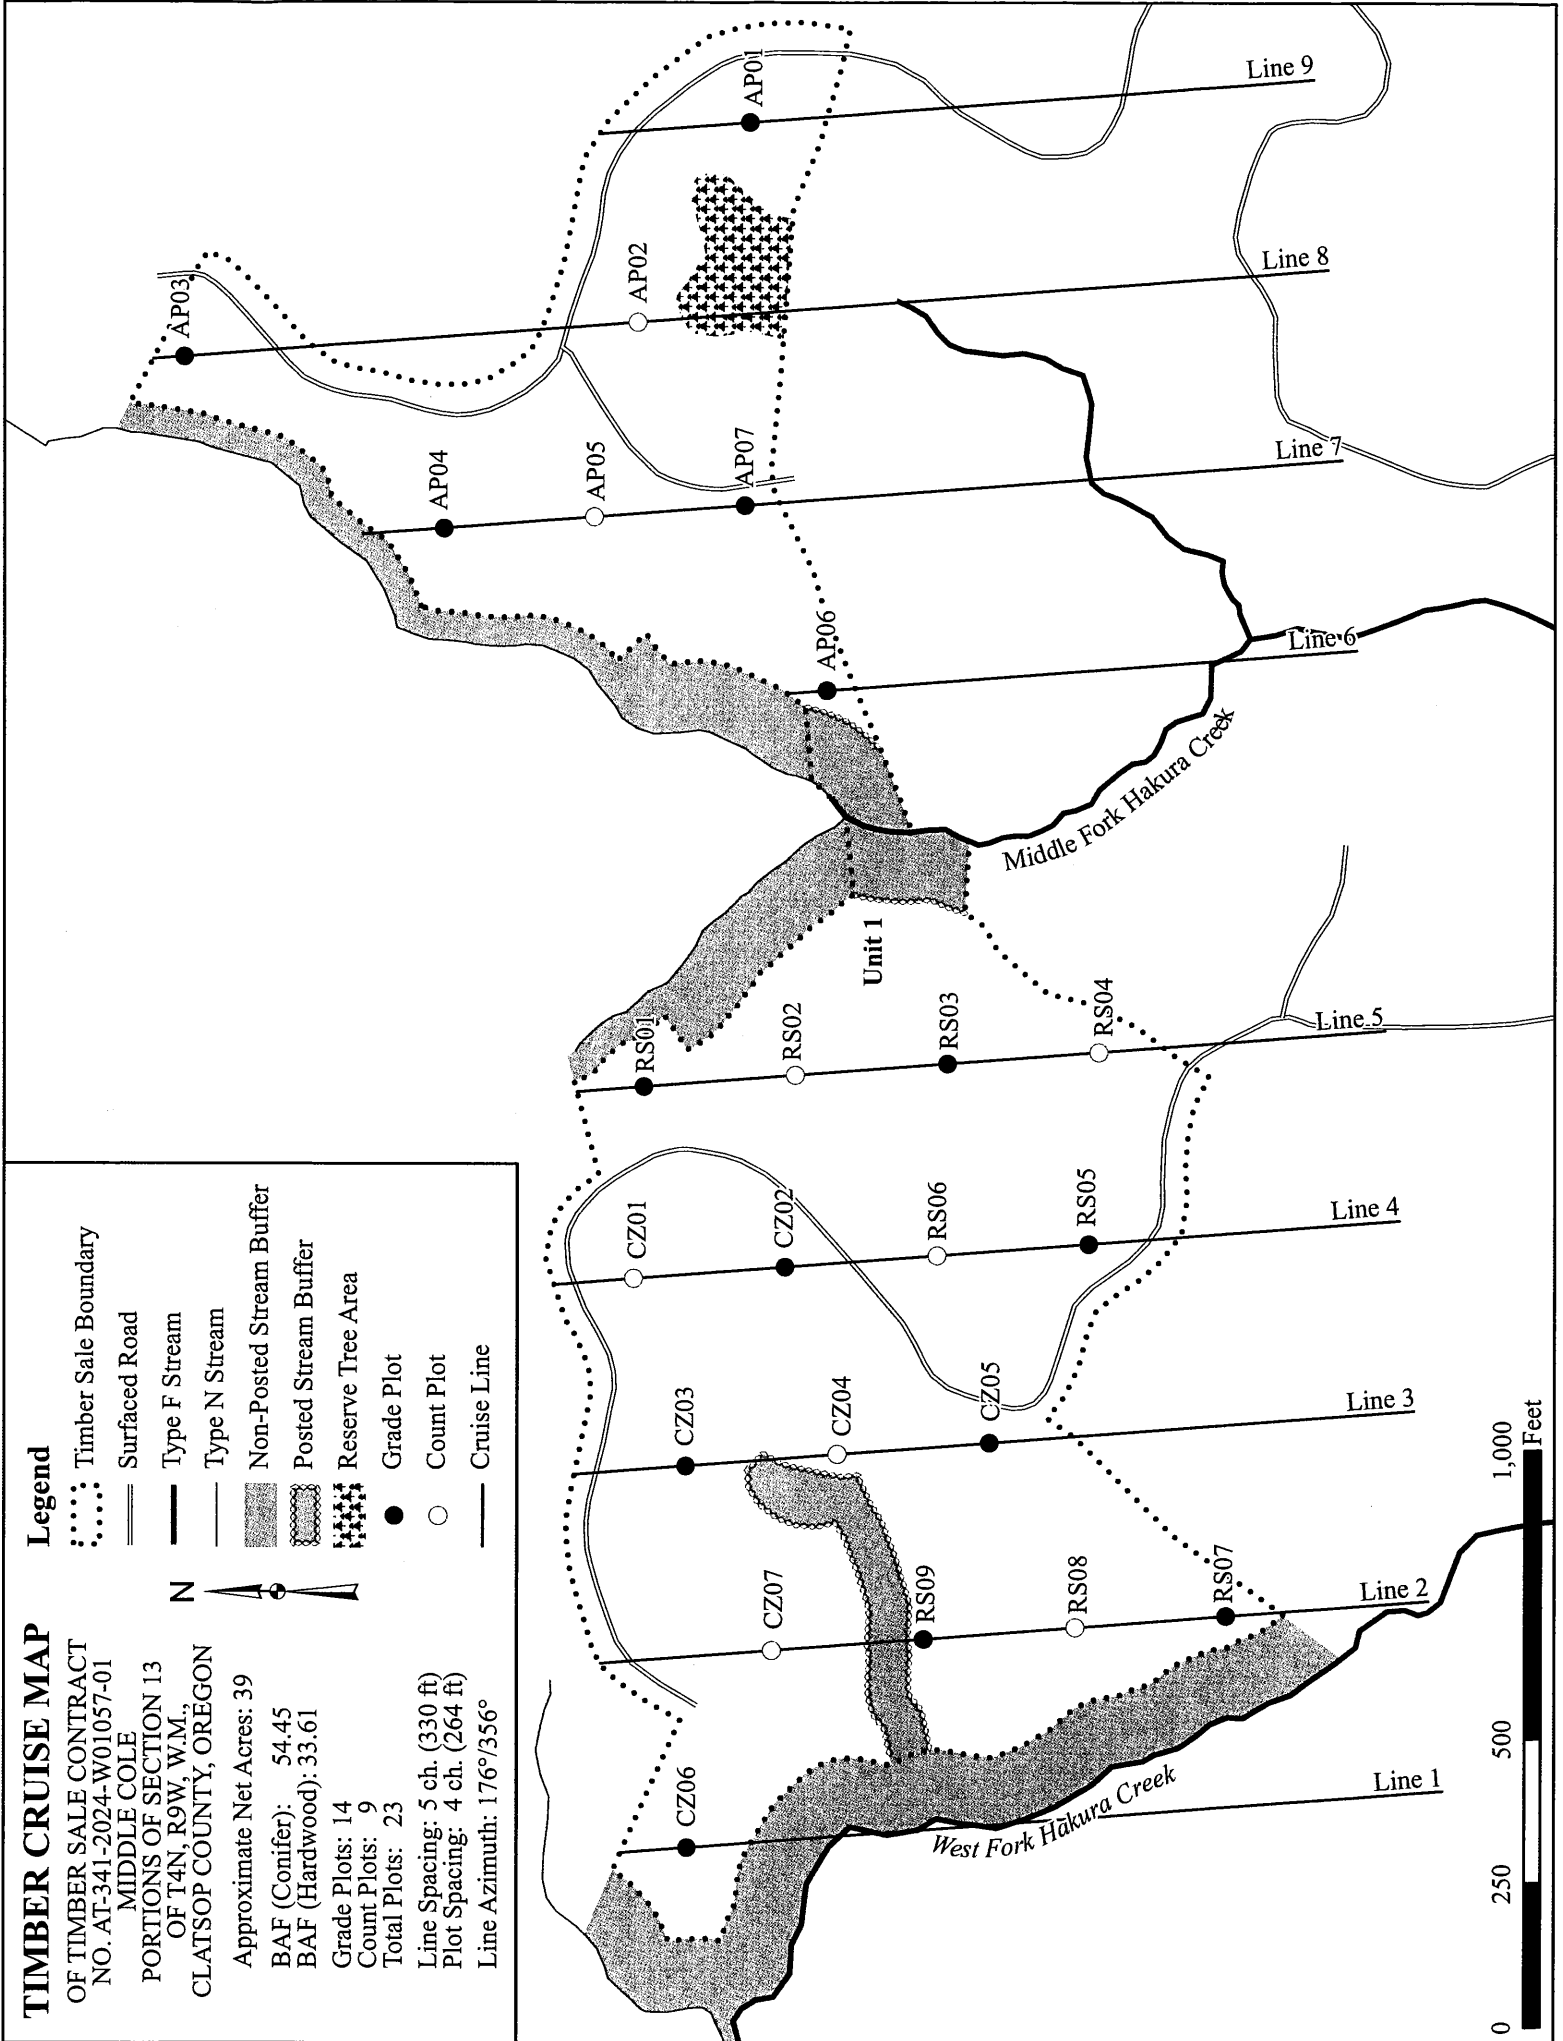 TIMBER CRUISE MAP
OF TIMBER SALE CONTRACT
NO. AT-341-2024-W01057-01
MIDDLE COLE
PORTIONS OF SECTION 13
OF T4N, R9W, W.M.,
CLATSOP COUNTY, OREGON
Approximate Net Acres: 39
BAF (Conifer): 54.45
BAF (Hardwood): 33.61
Grade Plots: 14
Count Plots: 9
Total Plots: 23
Line Spacing: 5 ch. (330 ft)
Plot Spacing: 4 ch. (264 ft)
Line Azimuth: 176°/356°
N
Legend
Timber Sale Boundary
Surfaced Road
Type F Stream
Type N Stream
Non-Posted Stream Buffer
Posted Stream Buffer
Reserve Tree Area
Grade Plot
Count Plot
Cruise Line
AP03
AP04
AP05
AP02
AP07
AP01
AP06
RS01
RS02
RS03
RS04
Unit 1
CZ01
CZ02
RS06
RS05
CZ03
CZ04
CZ05
CZ07
RS09
RS08
RS07
CZ06
Middle Fork Hakura Creek
West Fork Hakura Creek
Line 1
Line 2
Line 3
Line 4
Line 5
Line 6
Line 7
Line 8
Line 9
0
250
500
1,000
Feet